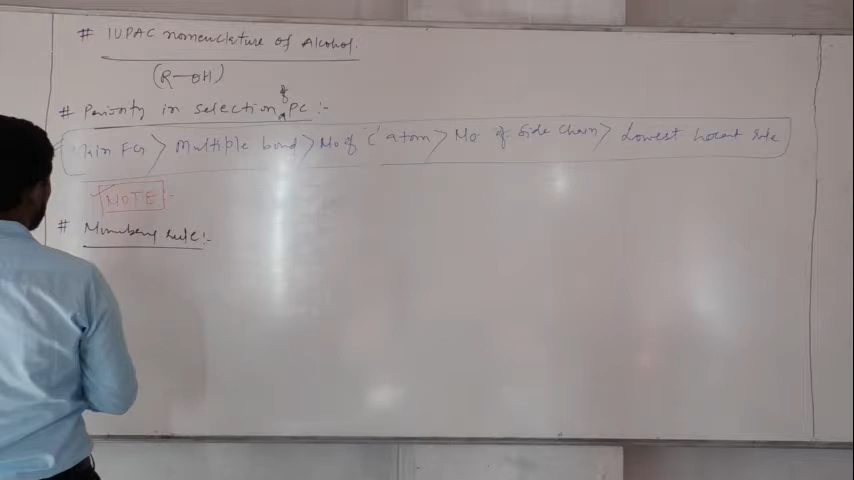 # IUPAC nomenclature of Alcohol.
(R-OH)
# Periority in selection of PC :-
Main FG > Multiple bond > No of 'C' atom > No of Side Chain > Lowest locant rule
NOTE :-
# Numbering rule :-